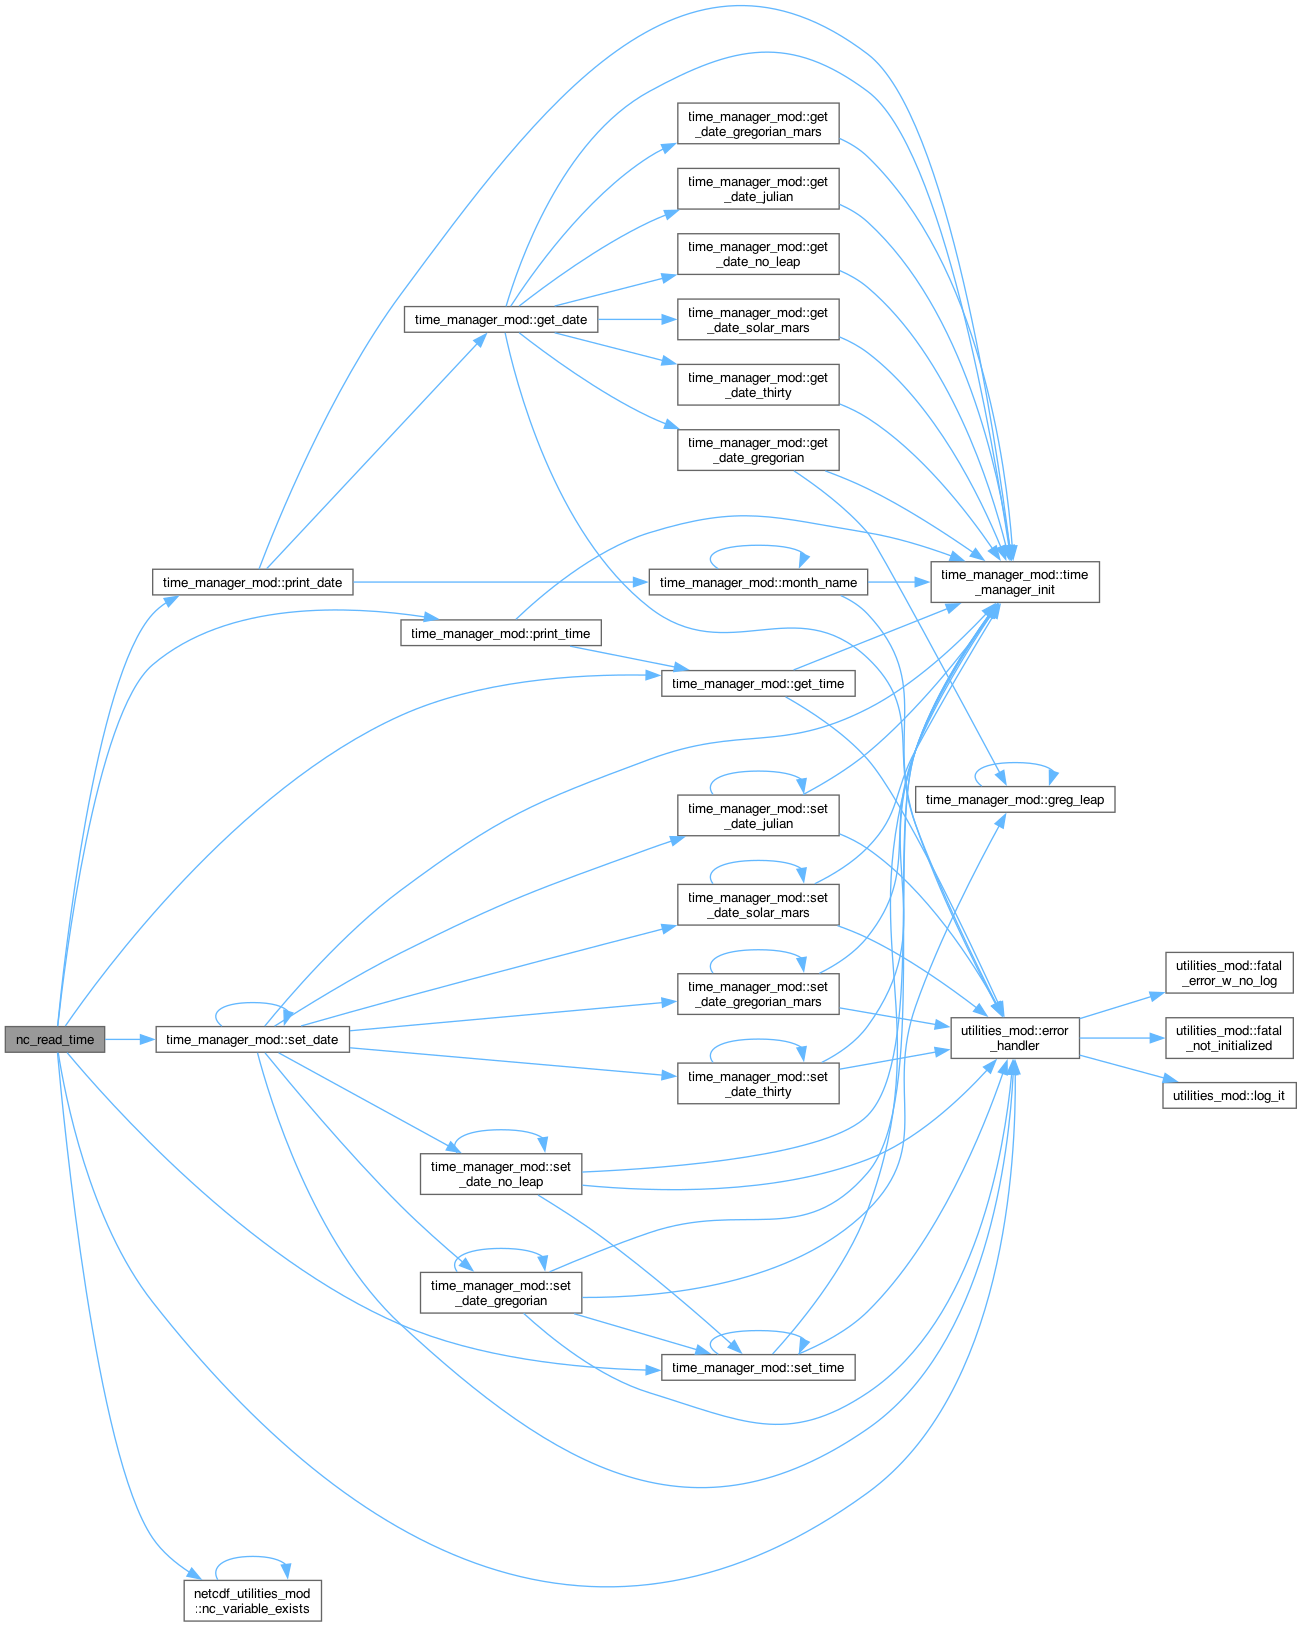 time_manager_mod::get
_date_gregorian_mars
time_manager_mod::get
_date_julian
time_manager_mod::get
_date_no_leap
time_manager_mod::get_date
time_manager_mod::get
_date_solar_mars
time_manager_mod::get
_date_thirty
time_manager_mod::get
_date_gregorian
time_manager_mod::print_date
time_manager_mod::month_name
time_manager_mod::time
_manager_init
time_manager_mod::print_time
time_manager_mod::get_time
time_manager_mod::set
_date_julian
time_manager_mod::greg_leap
time_manager_mod::set
_date_solar_mars
time_manager_mod::set
_date_gregorian_mars
utilities_mod::fatal
_error_w_no_log
nc_read_time
time_manager_mod::set_date
utilities_mod::error
_handler
utilities_mod::fatal
_not_initialized
time_manager_mod::set
_date_thirty
utilities_mod::log_it
time_manager_mod::set
_date_no_leap
time_manager_mod::set
_date_gregorian
time_manager_mod::set_time
netcdf_utilities_mod
::nc_variable_exists